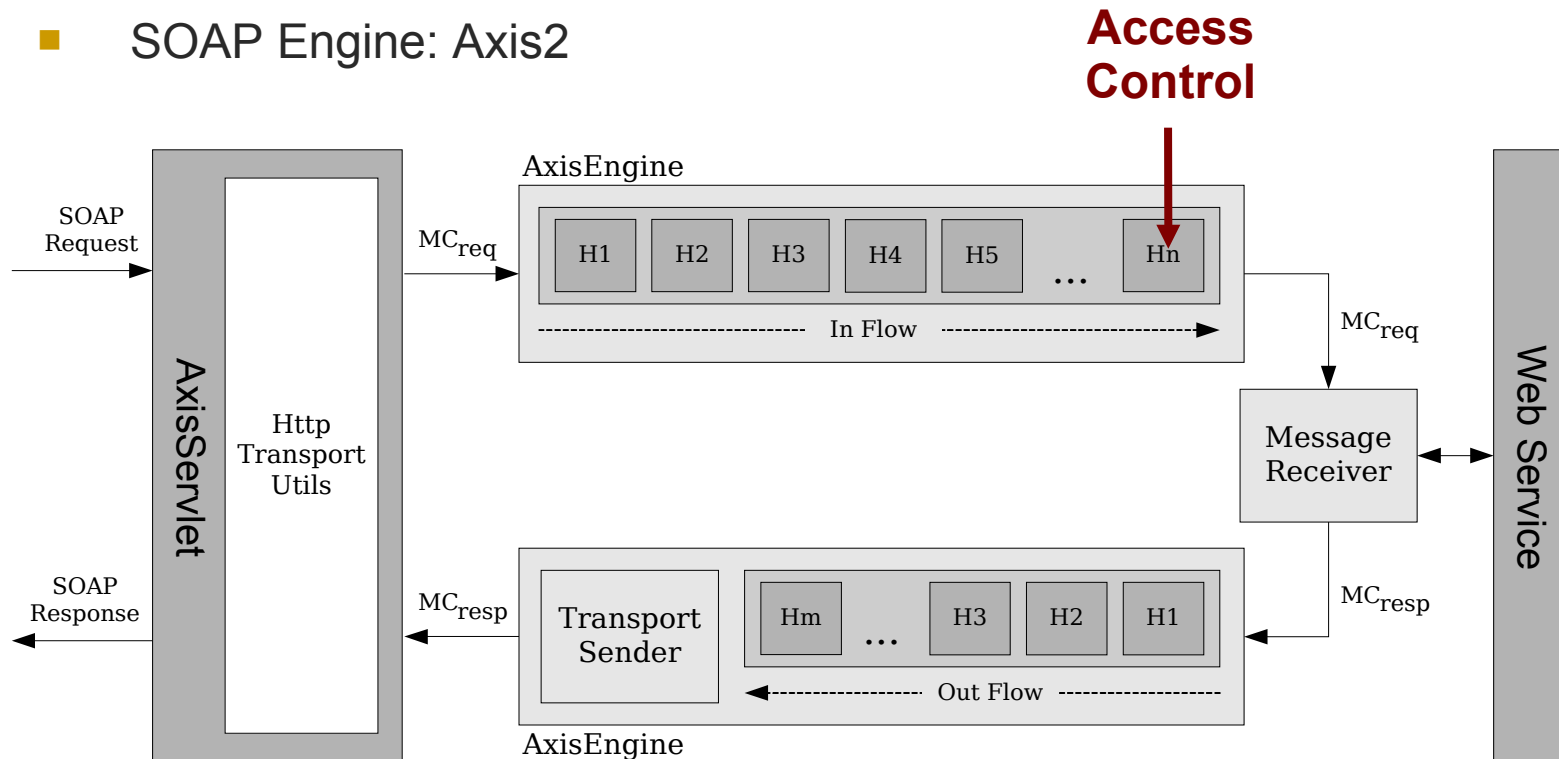 ▪ SOAP Engine: Axis2
Access
Control
AxisEngine
SOAP
Request
MCreq
H1 H2 H3 H4 H5 ... Hn
In Flow
MCreq
AxisServlet
Http
Transport
Utils
Message
Receiver
Web Service
SOAP
Response
MCresp
Transport
Sender
Hm ... H3 H2 H1
MCresp
Out Flow
AxisEngine